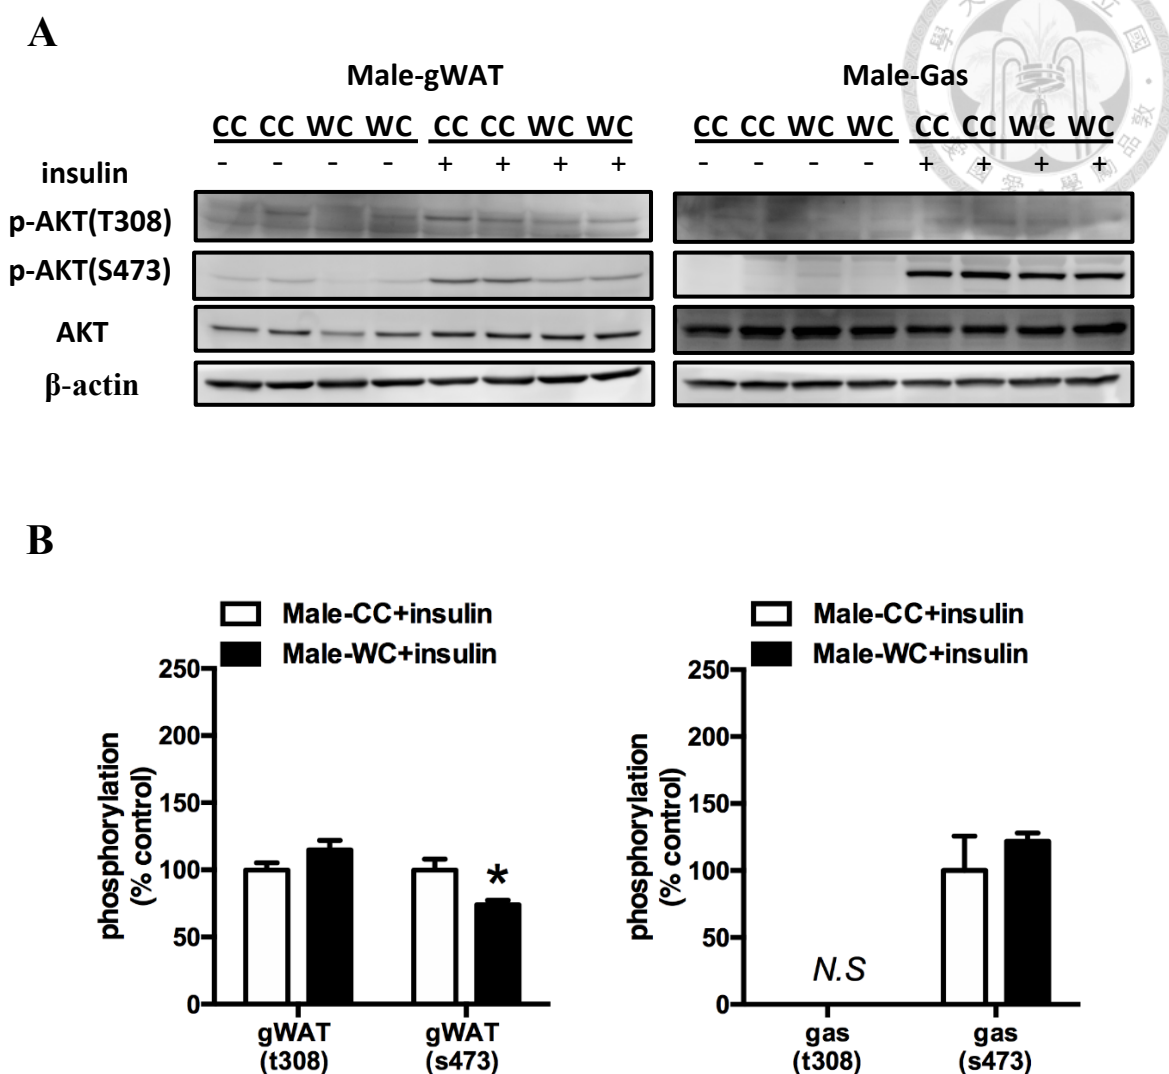 A
Male-gWAT
Male-Gas
CC CC WC WC CC CC WC WC
CC CC WC WC CC CC WC WC
insulin
- - - - + + + +
- - - - + + + +
p-AKT(T308)
p-AKT(S473)
AKT
β-actin
B
Male-CC+insulin
Male-WC+insulin
phosphorylation
(% control)
250
200
150
100
50
0
*
gWAT
(t308)
gWAT
(s473)
Male-CC+insulin
Male-WC+insulin
phosphorylation
(% control)
250
200
150
100
50
0
N.S
gas
(t308)
gas
(s473)